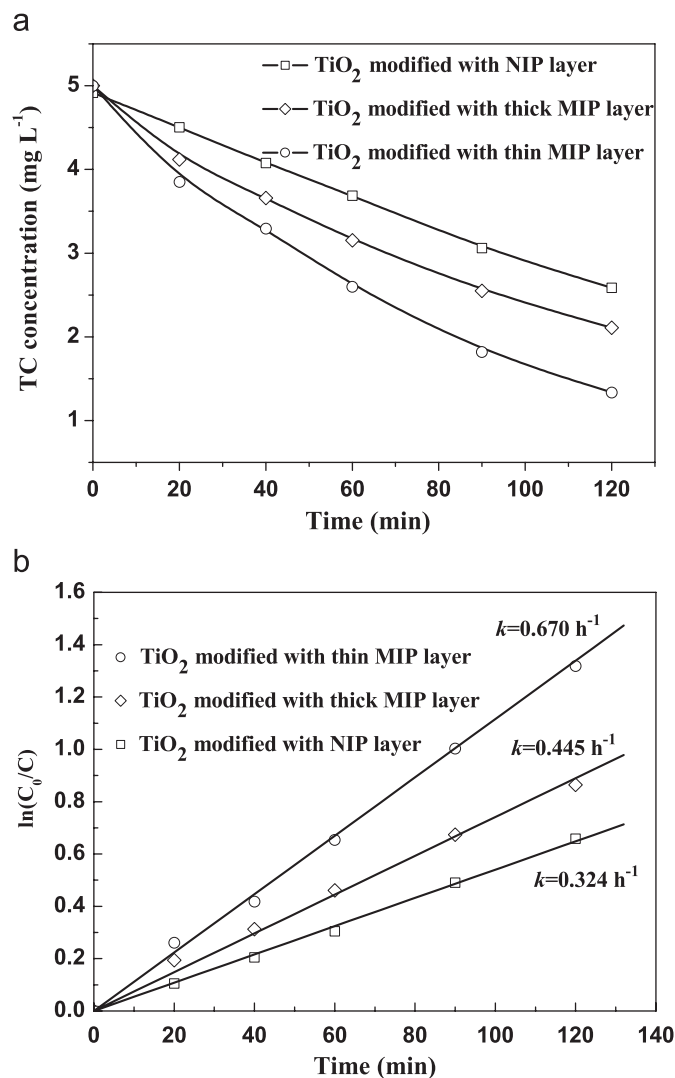 a
TiO2 modified with NIP layer
TiO2 modified with thick MIP layer
TiO2 modified with thin MIP layer
TC concentration (mg L-1)
5
4
3
2
1
0 20 40 60 80 100 120
Time (min)
b
ln(C0/C)
1.6
1.4
1.2
1.0
0.8
0.6
0.4
0.2
0.0
k=0.670 h-1
TiO2 modified with thin MIP layer
TiO2 modified with thick MIP layer
TiO2 modified with NIP layer
k=0.445 h-1
k=0.324 h-1
0 20 40 60 80 100 120 140
Time (min)